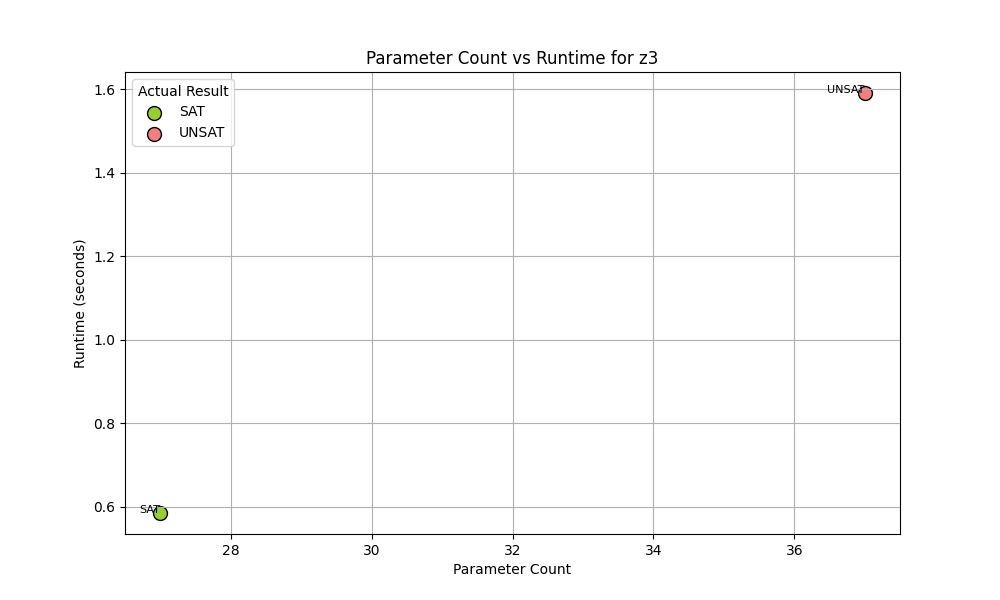 Parameter Count vs Runtime for z3
Actual Result
SAT
UNSAT
UNSAT
SAT
1.6
1.4
1.2
1.0
0.8
0.6
Runtime (seconds)
28 30 32 34 36
Parameter Count